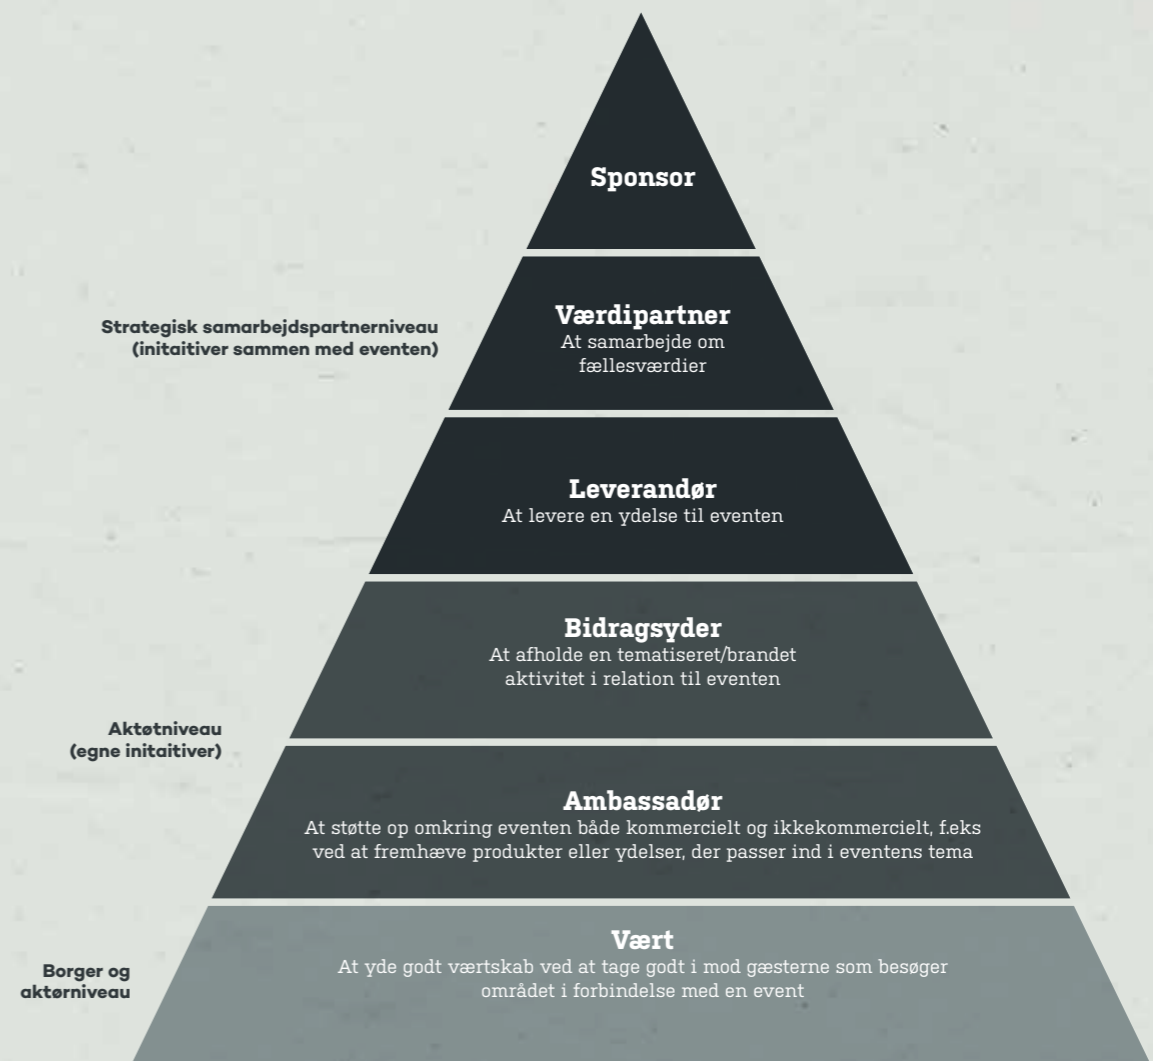 Sponsor
Strategisk samarbejdspartnerniveau
(initaitiver sammen med eventen)
Værdipartner
At samarbejde om
fællesværdier
Leverandør
At levere en ydelse til eventen
Bidragsyder
At afholde en tematiseret/brandet
aktivitet i relation til eventen
Aktøtniveau
(egne initaitiver)
Ambassadør
At støtte op omkring eventen både kommercielt og ikkekommercielt, f.eks
ved at fremhæve produkter eller ydelser, der passer ind i eventens tema
Borger og
aktørniveau
Vært
At yde godt værtskab ved at tage godt i mod gæsterne som besøger
området i forbindelse med en event